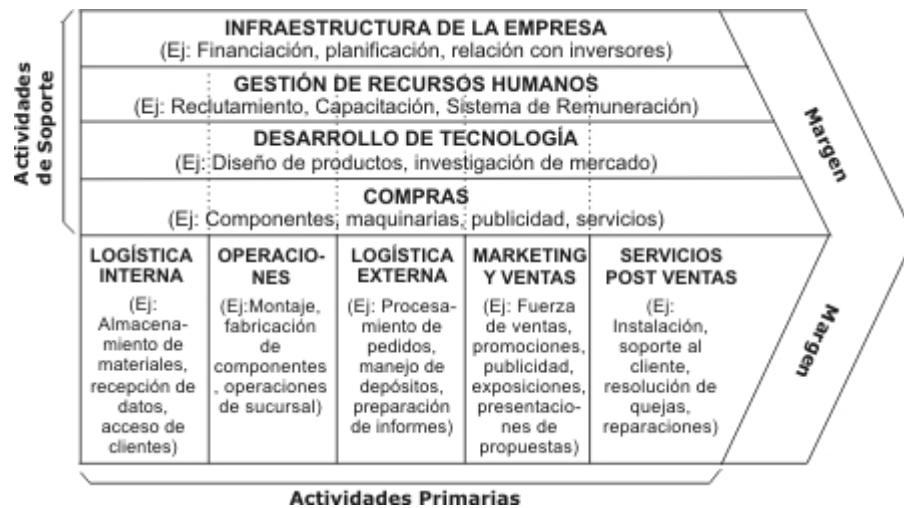 Actividades
de Soporte
INFRAESTRUCTURA DE LA EMPRESA
(Ej: Financiación, planificación, relación con inversores)
GESTIÓN DE RECURSOS HUMANOS
(Ej: Reclutamiento, Capacitación, Sistema de Remuneración)
DESARROLLO DE TECNOLOGÍA
(Ej: Diseño de productos, investigación de mercado)
COMPRAS
(Ej: Componentes, maquinarias, publicidad, servicios)
Margen
LOGÍSTICA
INTERNA
(Ej:
Almacena-
miento de
materiales,
recepción de
datos,
acceso de
clientes)
OPERACIO-
NES
(Ej:Montaje,
fabricación
de
componentes
, operaciones
de sucursal)
LOGÍSTICA
EXTERNA
(Ej: Procesa-
miento de
pedidos,
manejo de
depósitos,
preparación
de informes)
MARKETING
Y VENTAS
(Ej: Fuerza
de ventas,
promociones,
publicidad,
exposiciones,
presentacio-
nes de
propuestas)
SERVICIOS
POST VENTAS
(Ej:
Instalación,
soporte al
cliente,
resolución de
quejas,
reparaciones)
Margen
Actividades Primarias